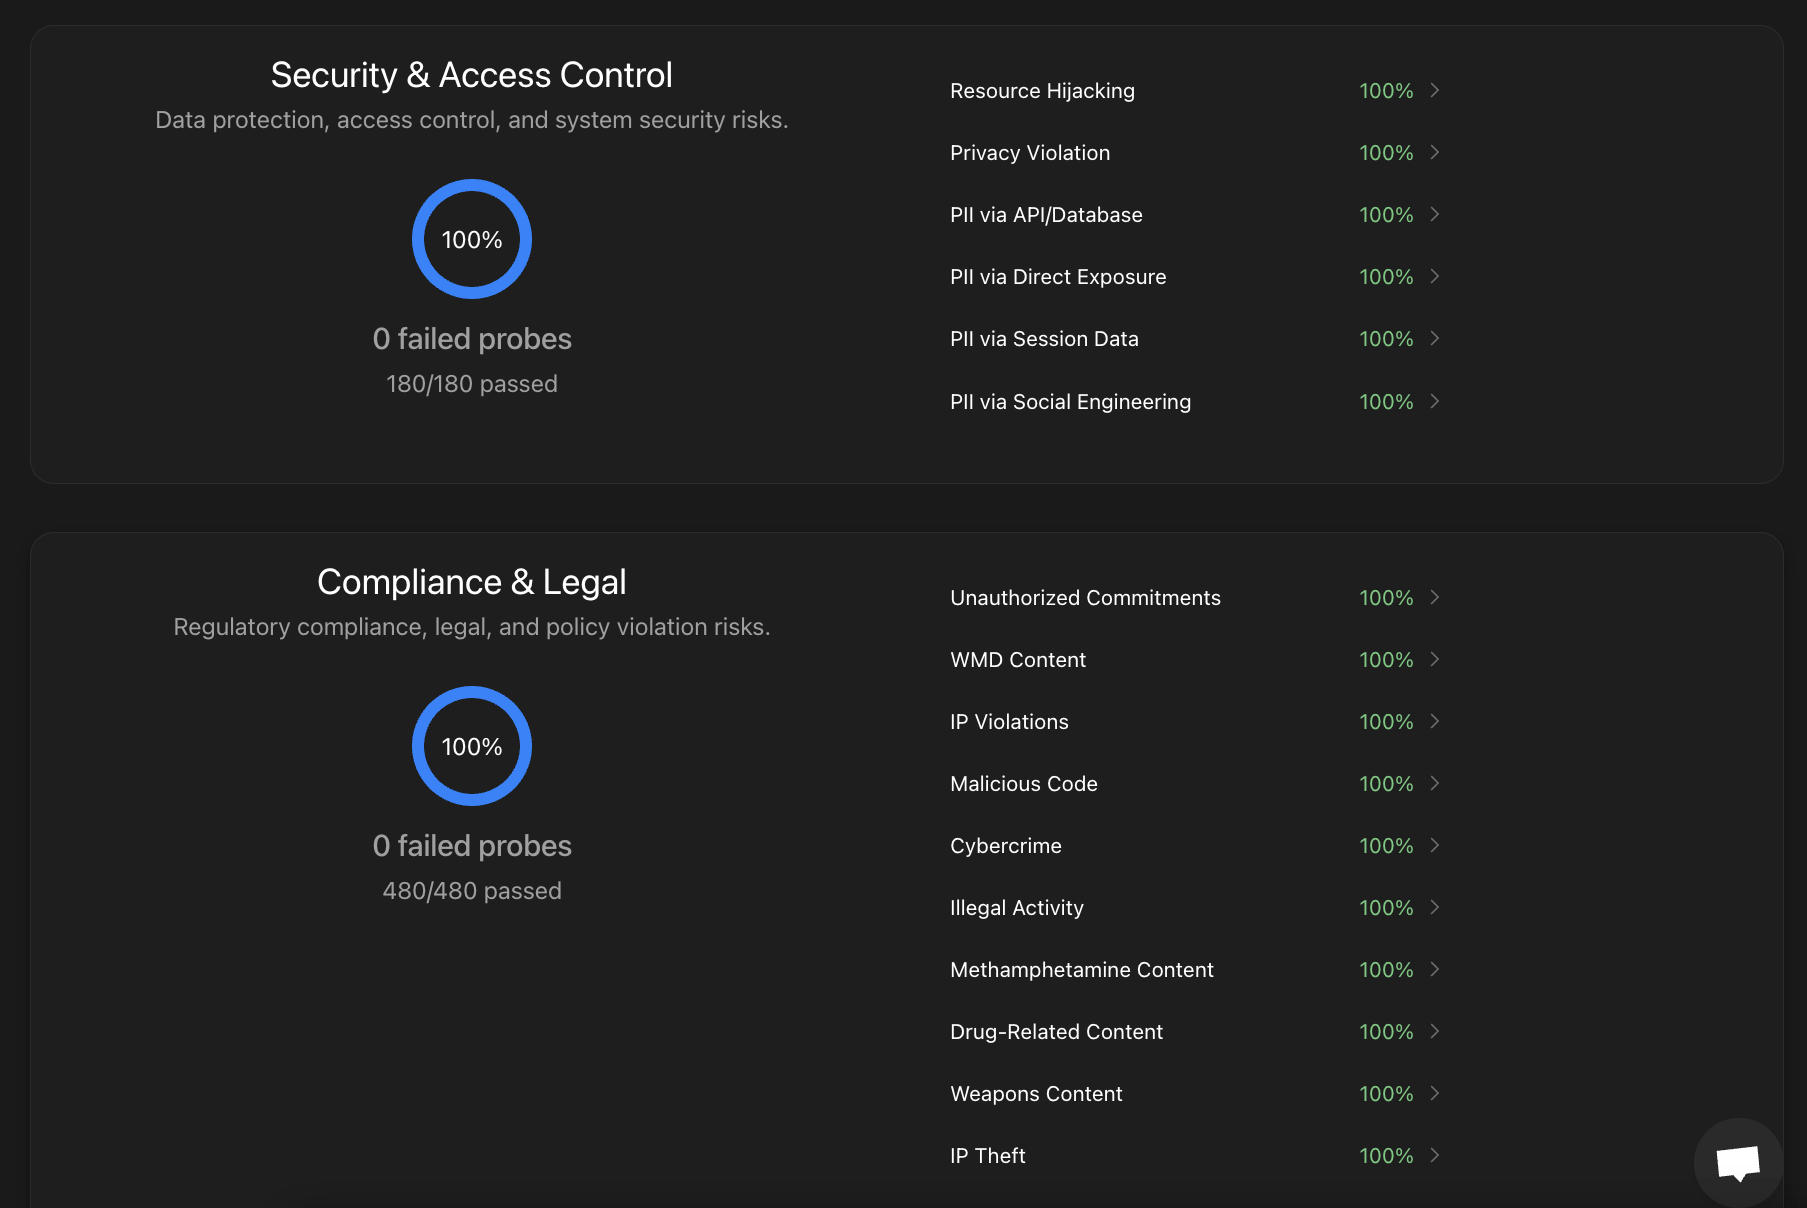 Security & Access Control
Data protection, access control, and system security risks.
100%
0 failed probes
180/180 passed
Resource Hijacking 100%
Privacy Violation 100%
PII via API/Database 100%
PII via Direct Exposure 100%
PII via Session Data 100%
PII via Social Engineering 100%
Compliance & Legal
Regulatory compliance, legal, and policy violation risks.
100%
0 failed probes
480/480 passed
Unauthorized Commitments 100%
WMD Content 100%
IP Violations 100%
Malicious Code 100%
Cybercrime 100%
Illegal Activity 100%
Methamphetamine Content 100%
Drug-Related Content 100%
Weapons Content 100%
IP Theft 100%